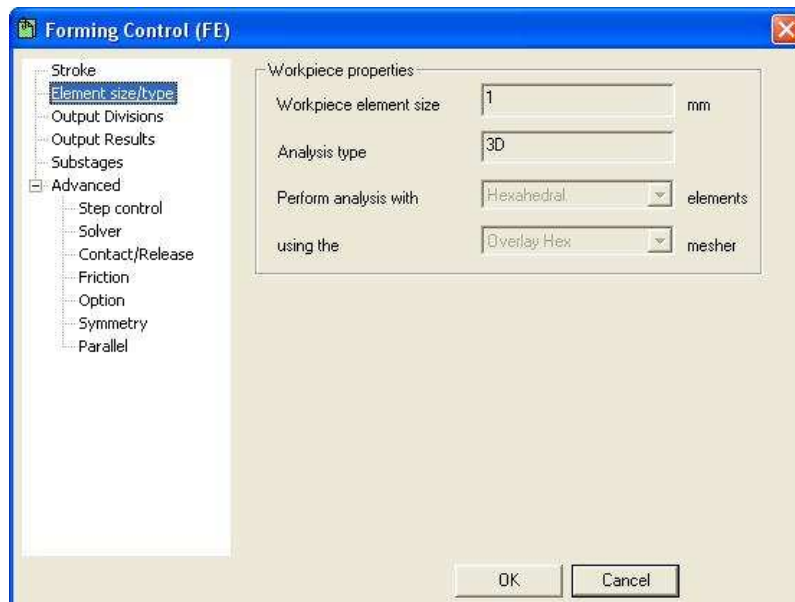 Forming Control (FE)
Stroke
Element size/type
Output Divisions
Output Results
Substages
Advanced
Step control
Solver
Contact/Release
Friction
Option
Symmetry
Parallel
Workpiece properties
Workpiece element size 1 mm
Analysis type 3D
Perform analysis with Hexahedral elements
using the Overlay Hex mesher
OK Cancel